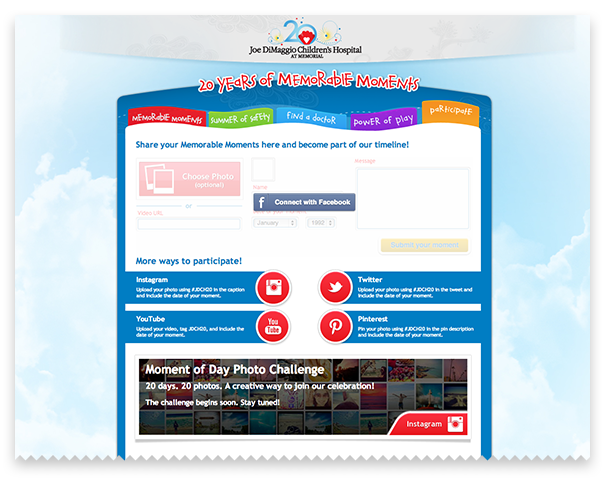 20
Joe DiMaggio Children's Hospital
AT MEMORIAL
20 YEARS OF MEMORABLE MOMENTS
MEMORABLE MOMENTS
SUMMER OF SAFETY
FIND A DOCTOR
POWER OF PLAY
PARTICIPATE
Share your Memorable Moments here and become part of our timeline!
Choose Photo
(optional)
or
Video URL
Name
Connect with Facebook
January
1992
Message
Submit your moment
More ways to participate!
Instagram
Upload your photo using #JDCH20 in the caption
and include the date of your moment.
Twitter
Upload your photo using #JDCH20 in the tweet and
include the date of your moment.
YouTube
Upload your video, tag JDCH20, and include the
date of your moment.
You
Tube
Pinterest
Pin your photo using #JDCH20 in the pin description
and include the date of your moment.
Moment of Day Photo Challenge
20 days. 20 photos. A creative way to join our celebration!
The challenge begins soon. Stay tuned!
Instagram